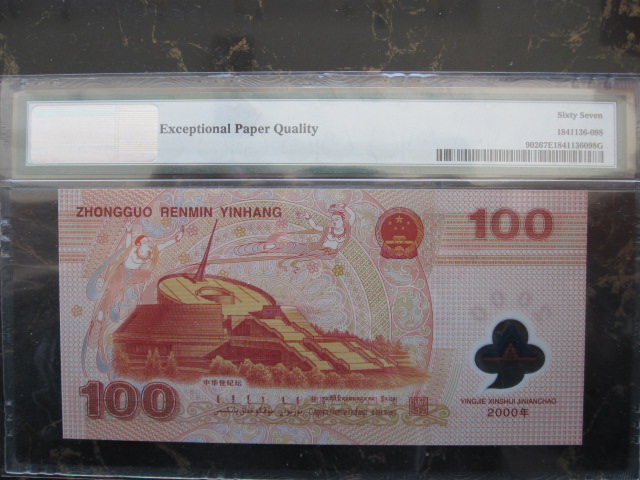 Exceptional Paper Quality
Sixty Seven
1841136-098
90267E1841136098G
ZHONGGUO RENMIN YINHANG
100
中华世纪坛
100
YINGJIE XINSHIJI JINIANCHAO
2000年